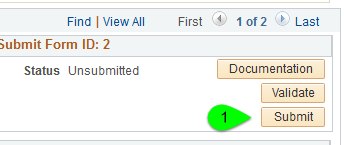 Find | View All First 1 of 2 Last
Submit Form ID: 2
Status Unsubmitted Documentation
Validate
1 Submit